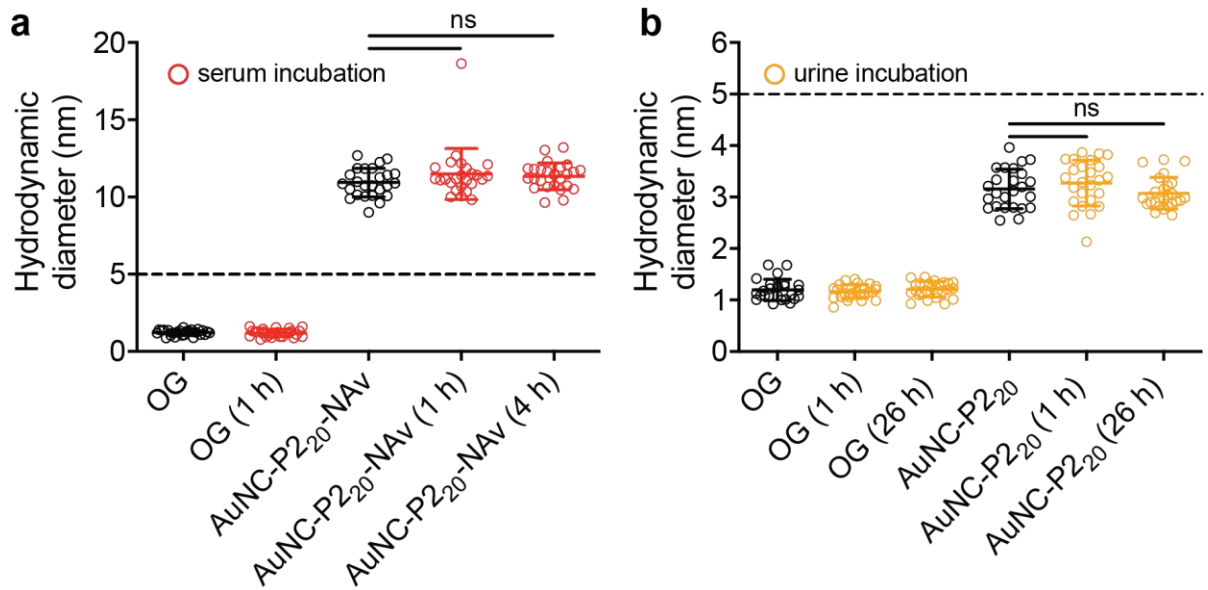 a
ns
20
15
10
5
0
Hydrodynamic
diameter (nm)
serum incubation
OG
OG (1 h)
AuNC-P2₂₀-NAv
AuNC-P2₂₀-NAv (1 h)
AuNC-P2₂₀-NAv (4 h)
b
6
5
4
3
2
1
0
Hydrodynamic
diameter (nm)
urine incubation
ns
OG
OG (1 h)
OG (26 h)
AuNC-P2₂₀
AuNC-P2₂₀ (1 h)
AuNC-P2₂₀ (26 h)